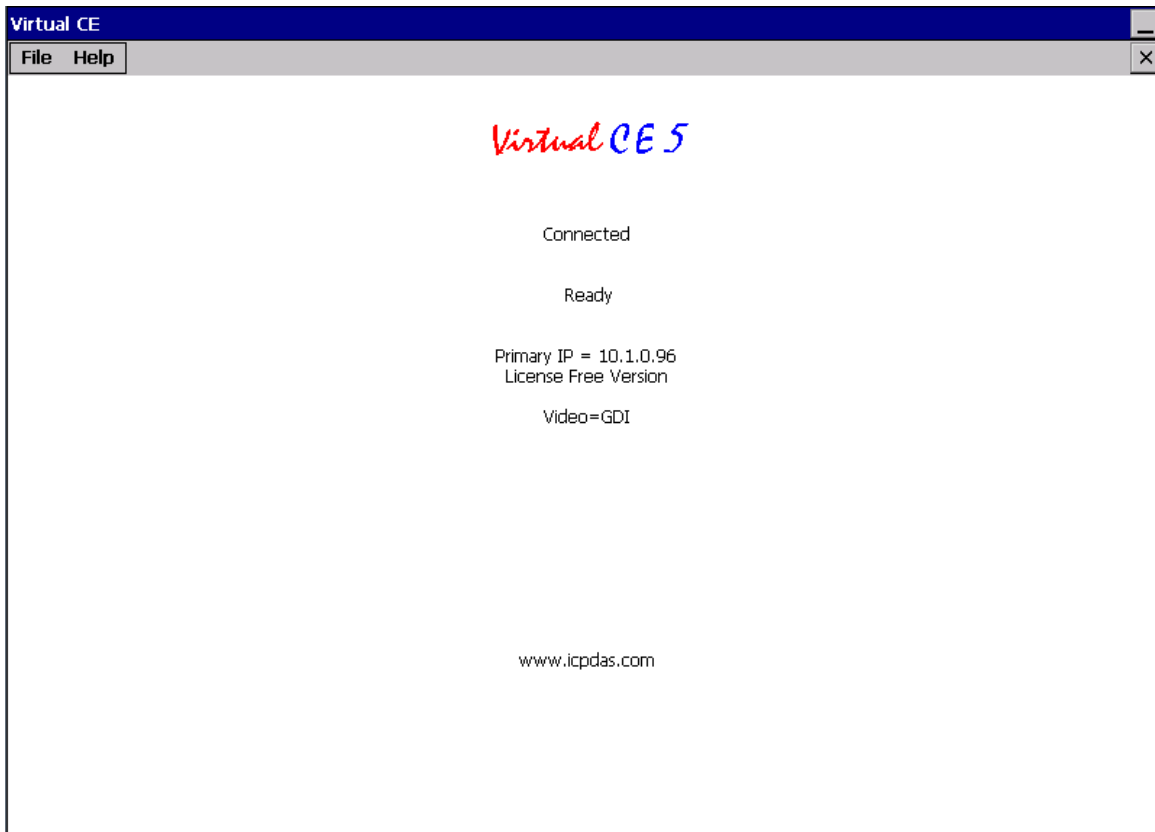 Virtual CE
File Help
Virtual CE 5
Connected
Ready
Primary IP = 10.1.0.96
License Free Version
Video=GDI
www.icpdas.com